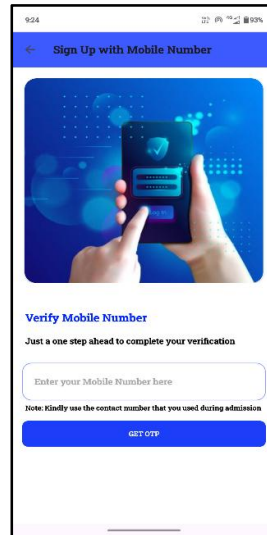 9:24
93%
Sign Up with Mobile Number
Verify Mobile Number
Just a one step ahead to complete your verification
Enter your Mobile Number here
Note: Kindly use the contact number that you used during admission
GET OTP